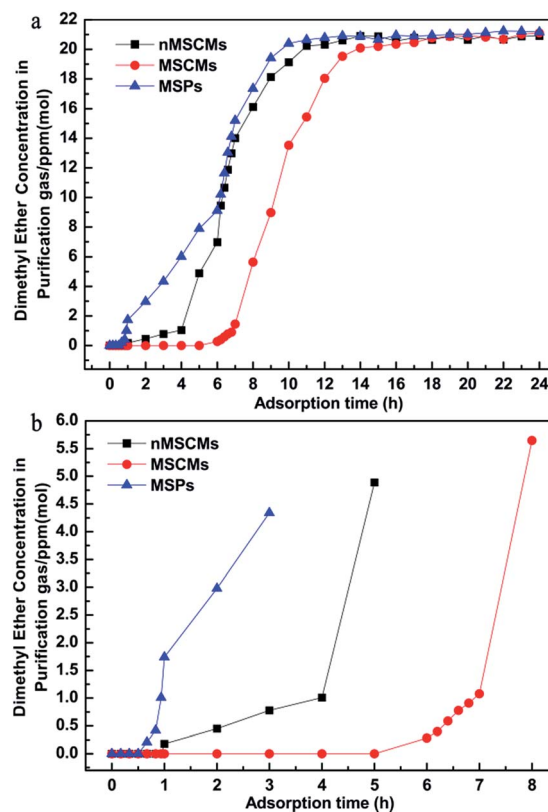 a
22
20
18
16
14
12
10
8
6
4
2
0
nMSCMs
MSCMs
MSPs
Dimethyl Ether Concentration in
Purification gas/ppm(mol)
0 2 4 6 8 10 12 14 16 18 20 22 24
Adsorption time (h)
b
6.0
5.5
5.0
4.5
4.0
3.5
3.0
2.5
2.0
1.5
1.0
0.5
0.0
nMSCMs
MSCMs
MSPs
Dimethyl Ether Concentration in
Purification gas/ppm(mol)
0 1 2 3 4 5 6 7 8
Adsorption time (h)